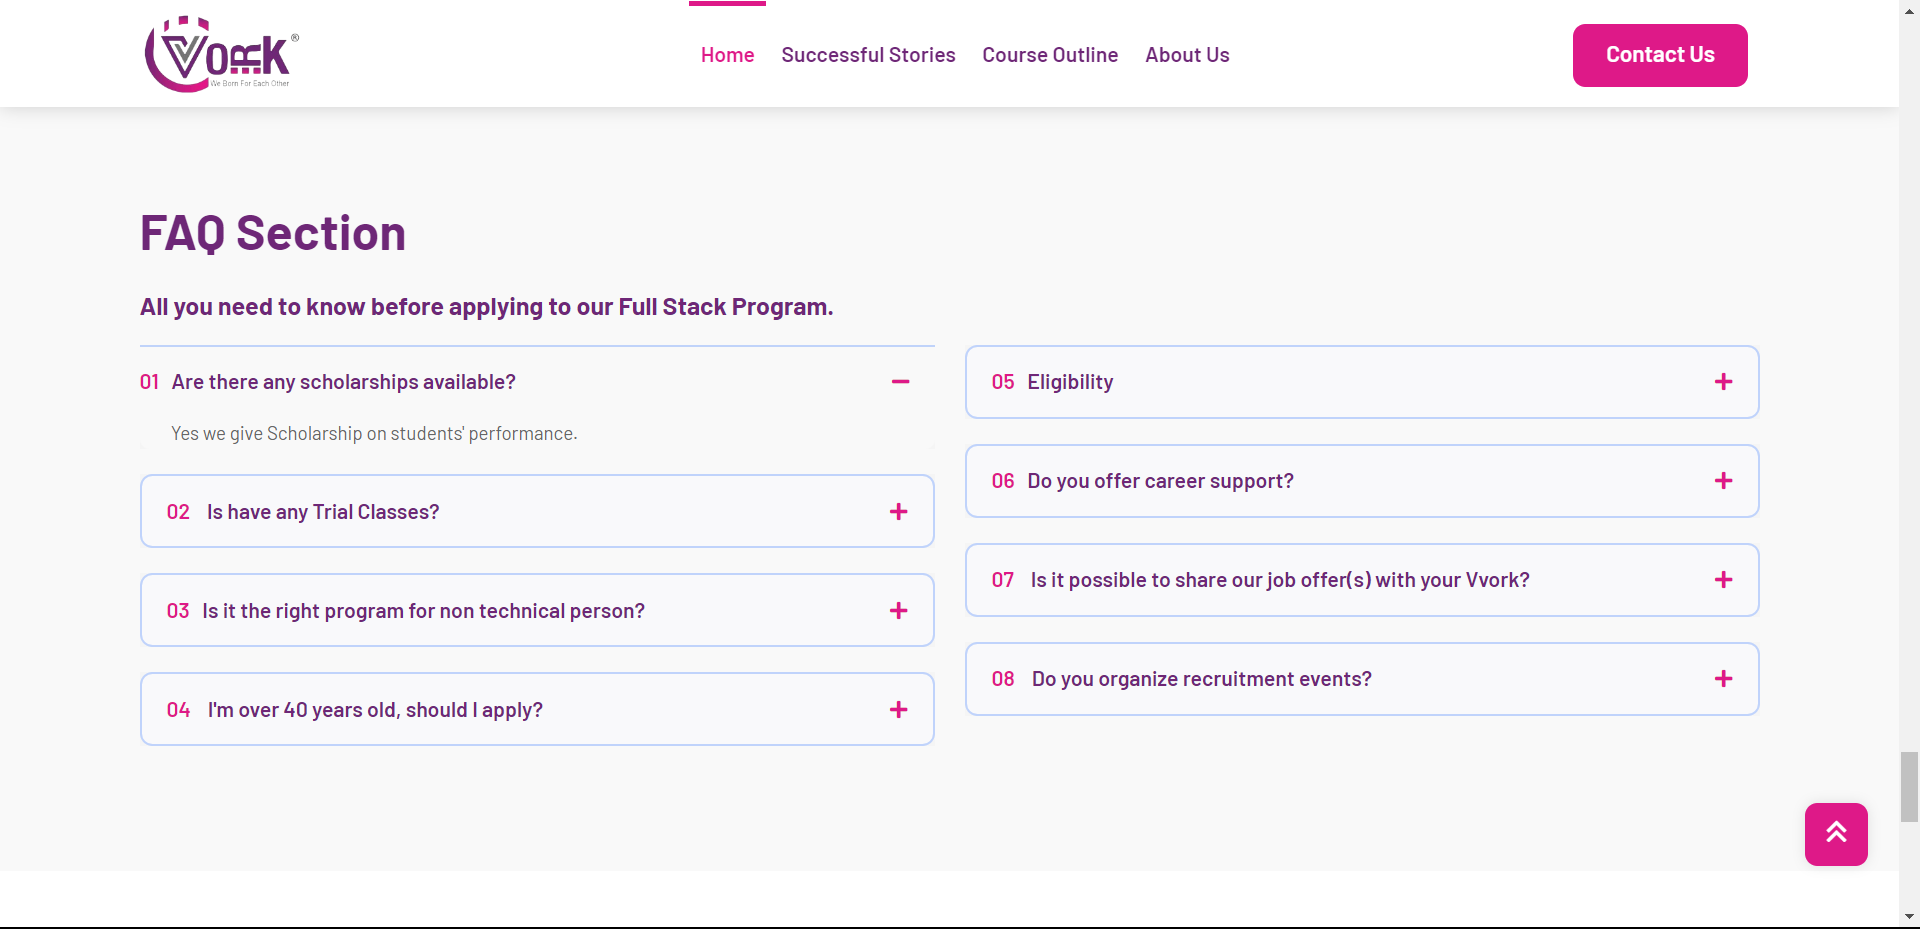 VVORK ®
We Born For Each Other
Home Successful Stories Course Outline About Us
Contact Us
FAQ Section
All you need to know before applying to our Full Stack Program.
01 Are there any scholarships available?
Yes we give Scholarship on students' performance.
02 Is have any Trial Classes?
03 Is it the right program for non technical person?
04 I'm over 40 years old, should I apply?
05 Eligibility
06 Do you offer career support?
07 Is it possible to share our job offer(s) with your Vvork?
08 Do you organize recruitment events?